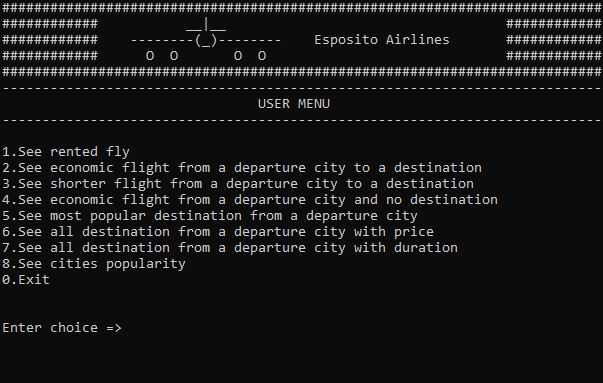 ###########################################################################
############           __|__                                   ############
############    --------(_)--------    Esposito Airlines       ############
############      O  O       O  O                              ############
###########################################################################
---------------------------------------------------------------------------
USER MENU
---------------------------------------------------------------------------
1.See rented fly
2.See economic flight from a departure city to a destination
3.See shorter flight from a departure city to a destination
4.See economic flight from a departure city and no destination
5.See most popular destination from a departure city
6.See all destination from a departure city with price
7.See all destination from a departure city with duration
8.See cities popularity
0.Exit
Enter choice =>